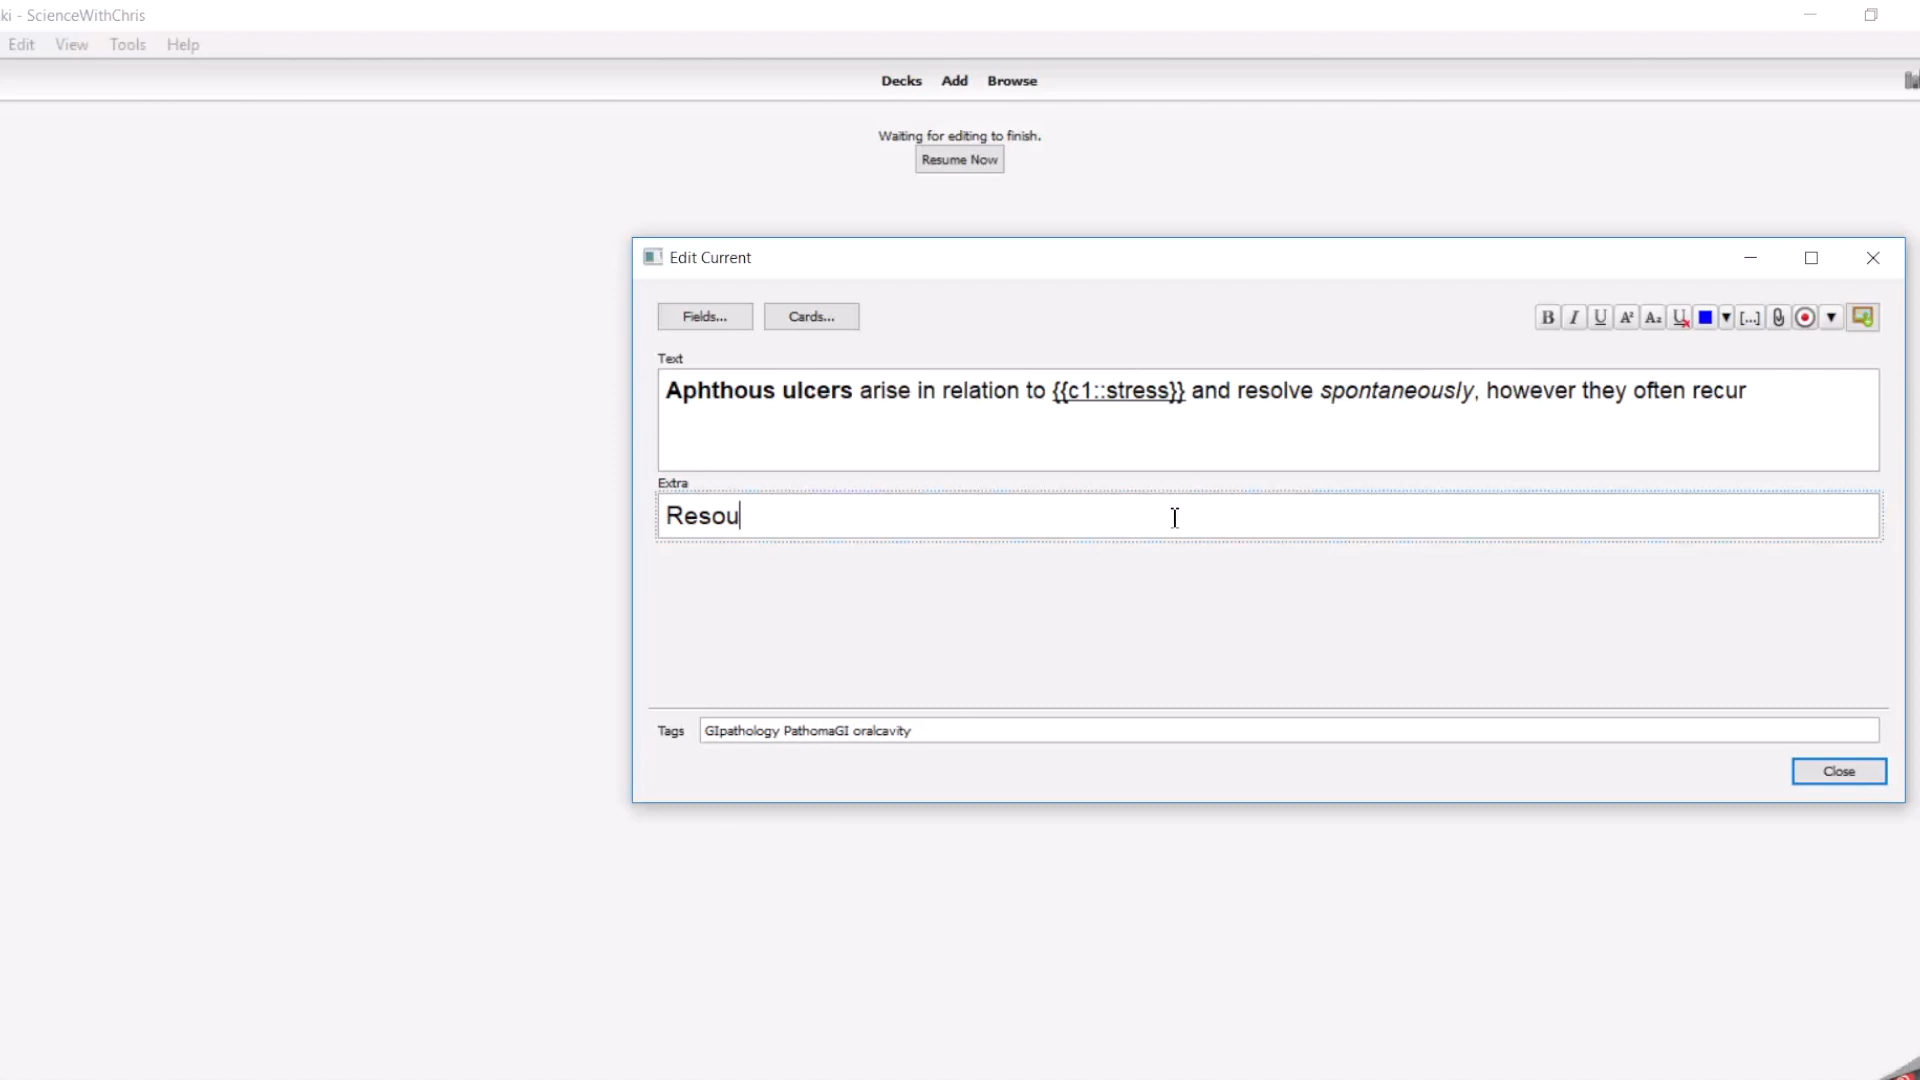 ki - ScienceWithChris
Edit View Tools Help
Decks Add Browse
Waiting for editing to finish.
Resume Now
Edit Current
Fields... Cards... B I U A² A₂ U [...]
Text
Aphthous ulcers arise in relation to {{c1::stress}} and resolve spontaneously, however they often recur
Extra
Resou
Tags GIpathology PathomaGI oralcavity
Close